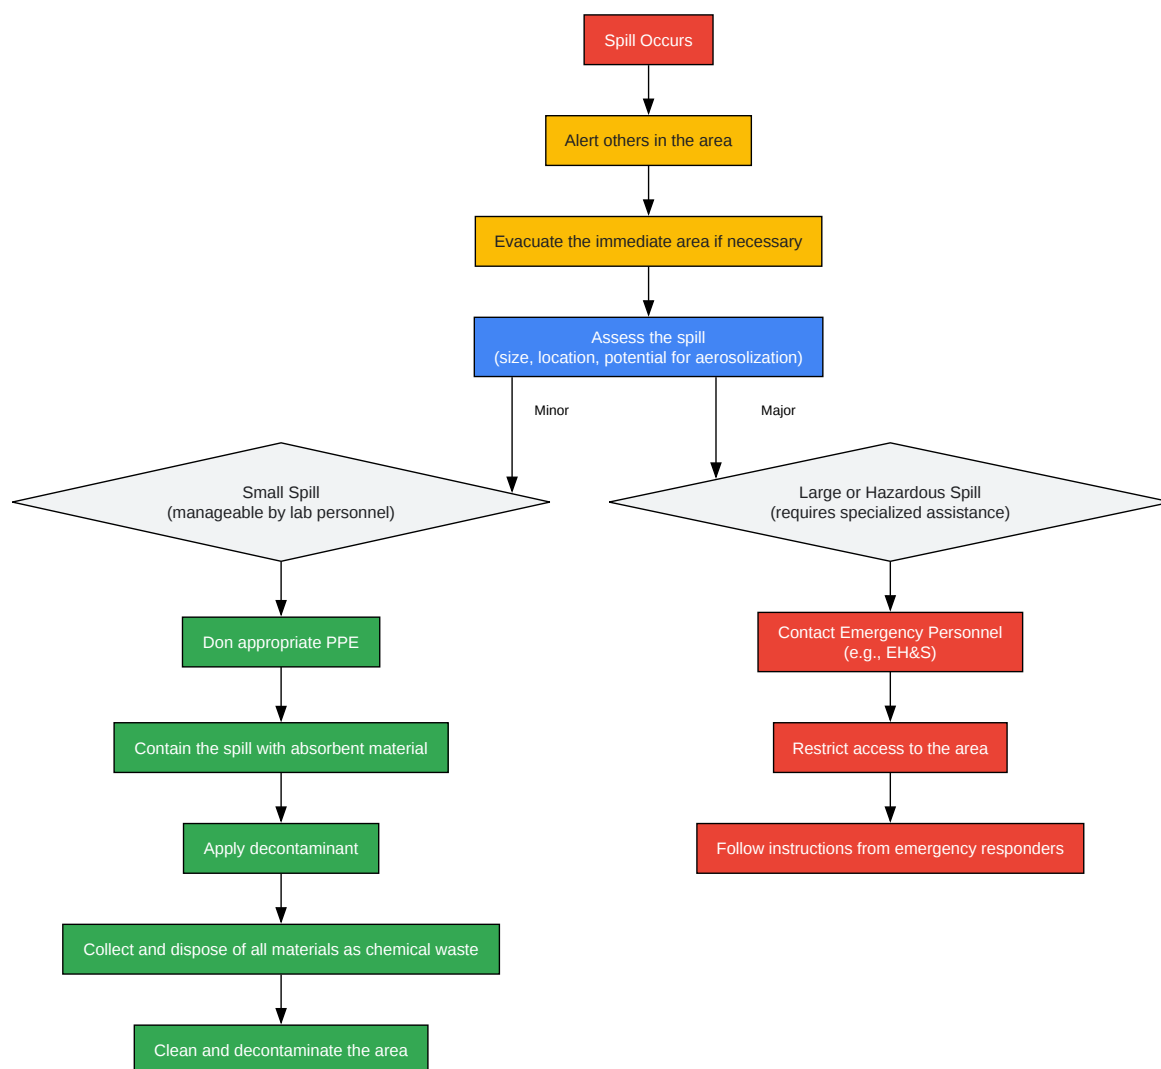 Spill Occurs
Alert others in the area
Evacuate the immediate area if necessary
Assess the spill
(size, location, potential for aerosolization)
Minor
Major
Small Spill
(manageable by lab personnel)
Large or Hazardous Spill
(requires specialized assistance)
Don appropriate PPE
Contact Emergency Personnel
(e.g., EH&S)
Contain the spill with absorbent material
Restrict access to the area
Apply decontaminant
Follow instructions from emergency responders
Collect and dispose of all materials as chemical waste
Clean and decontaminate the area